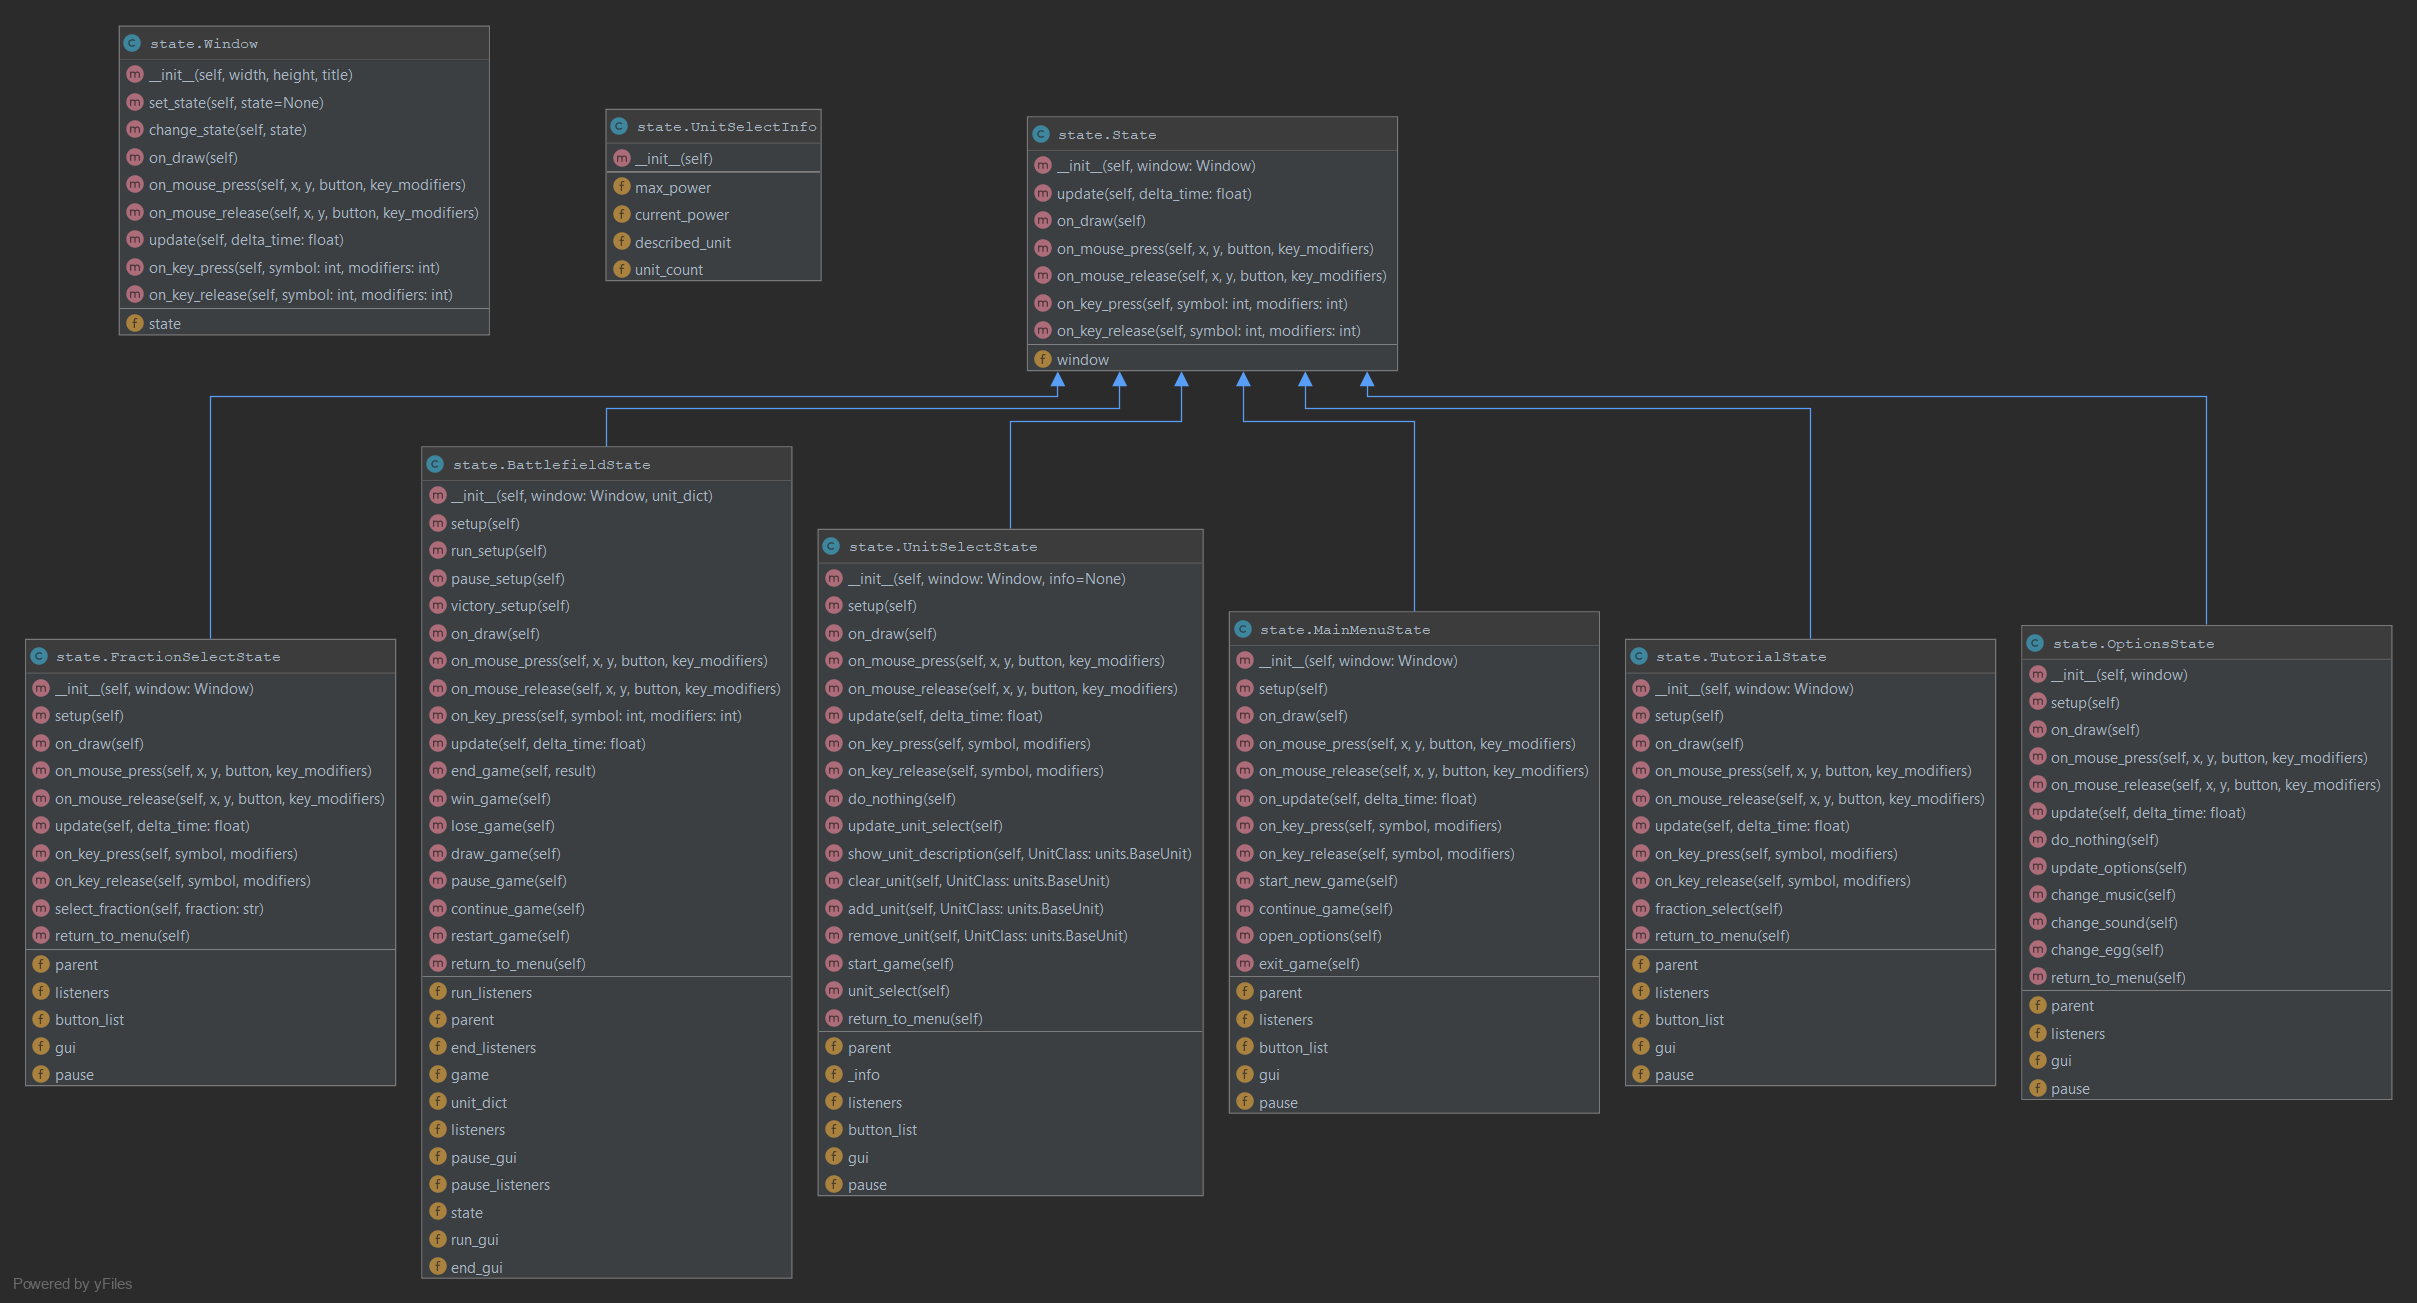 state.Window
__init__(self, width, height, title)
set_state(self, state=None)
change_state(self, state)
on_draw(self)
on_mouse_press(self, x, y, button, key_modifiers)
on_mouse_release(self, x, y, button, key_modifiers)
update(self, delta_time: float)
on_key_press(self, symbol: int, modifiers: int)
on_key_release(self, symbol: int, modifiers: int)
state
state.UnitSelectInfo
__init__(self)
max_power
current_power
described_unit
unit_count
state.State
__init__(self, window: Window)
update(self, delta_time: float)
on_draw(self)
on_mouse_press(self, x, y, button, key_modifiers)
on_mouse_release(self, x, y, button, key_modifiers)
on_key_press(self, symbol: int, modifiers: int)
on_key_release(self, symbol: int, modifiers: int)
window
state.FractionSelectState
__init__(self, window: Window)
setup(self)
on_draw(self)
on_mouse_press(self, x, y, button, key_modifiers)
on_mouse_release(self, x, y, button, key_modifiers)
update(self, delta_time: float)
on_key_press(self, symbol, modifiers)
on_key_release(self, symbol, modifiers)
select_fraction(self, fraction: str)
return_to_menu(self)
parent
listeners
button_list
gui
pause
state.BattlefieldState
__init__(self, window: Window, unit_dict)
setup(self)
run_setup(self)
pause_setup(self)
victory_setup(self)
on_draw(self)
on_mouse_press(self, x, y, button, key_modifiers)
on_mouse_release(self, x, y, button, key_modifiers)
on_key_press(self, symbol: int, modifiers: int)
update(self, delta_time: float)
end_game(self, result)
win_game(self)
lose_game(self)
draw_game(self)
pause_game(self)
continue_game(self)
restart_game(self)
return_to_menu(self)
run_listeners
parent
end_listeners
game
unit_dict
listeners
pause_gui
pause_listeners
state
run_gui
end_gui
state.UnitSelectState
__init__(self, window: Window, info=None)
setup(self)
on_draw(self)
on_mouse_press(self, x, y, button, key_modifiers)
on_mouse_release(self, x, y, button, key_modifiers)
update(self, delta_time: float)
on_key_press(self, symbol, modifiers)
on_key_release(self, symbol, modifiers)
do_nothing(self)
update_unit_select(self)
show_unit_description(self, UnitClass: units.BaseUnit)
clear_unit(self, UnitClass: units.BaseUnit)
add_unit(self, UnitClass: units.BaseUnit)
remove_unit(self, UnitClass: units.BaseUnit)
start_game(self)
unit_select(self)
return_to_menu(self)
parent
_info
listeners
button_list
gui
pause
state.MainMenuState
__init__(self, window: Window)
setup(self)
on_draw(self)
on_mouse_press(self, x, y, button, key_modifiers)
on_mouse_release(self, x, y, button, key_modifiers)
on_update(self, delta_time: float)
on_key_press(self, symbol, modifiers)
on_key_release(self, symbol, modifiers)
start_new_game(self)
continue_game(self)
open_options(self)
exit_game(self)
parent
listeners
button_list
gui
pause
state.TutorialState
__init__(self, window: Window)
setup(self)
on_draw(self)
on_mouse_press(self, x, y, button, key_modifiers)
on_mouse_release(self, x, y, button, key_modifiers)
update(self, delta_time: float)
on_key_press(self, symbol, modifiers)
on_key_release(self, symbol, modifiers)
fraction_select(self)
return_to_menu(self)
parent
listeners
button_list
gui
pause
state.OptionsState
__init__(self, window)
setup(self)
on_draw(self)
on_mouse_press(self, x, y, button, key_modifiers)
on_mouse_release(self, x, y, button, key_modifiers)
update(self, delta_time: float)
do_nothing(self)
update_options(self)
change_music(self)
change_sound(self)
change_egg(self)
return_to_menu(self)
parent
listeners
gui
pause
Powered by yFiles